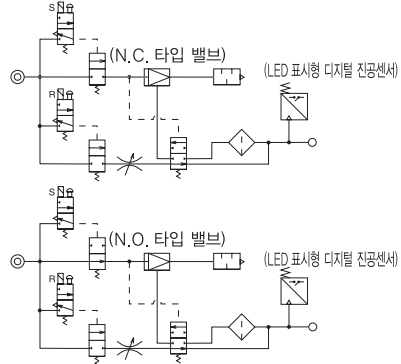 S
(N.C. 타입 밸브)
(LED 표시형 디지털 진공센서)
R
S
(N.O. 타입 밸브)
(LED 표시형 디지털 진공센서)
R